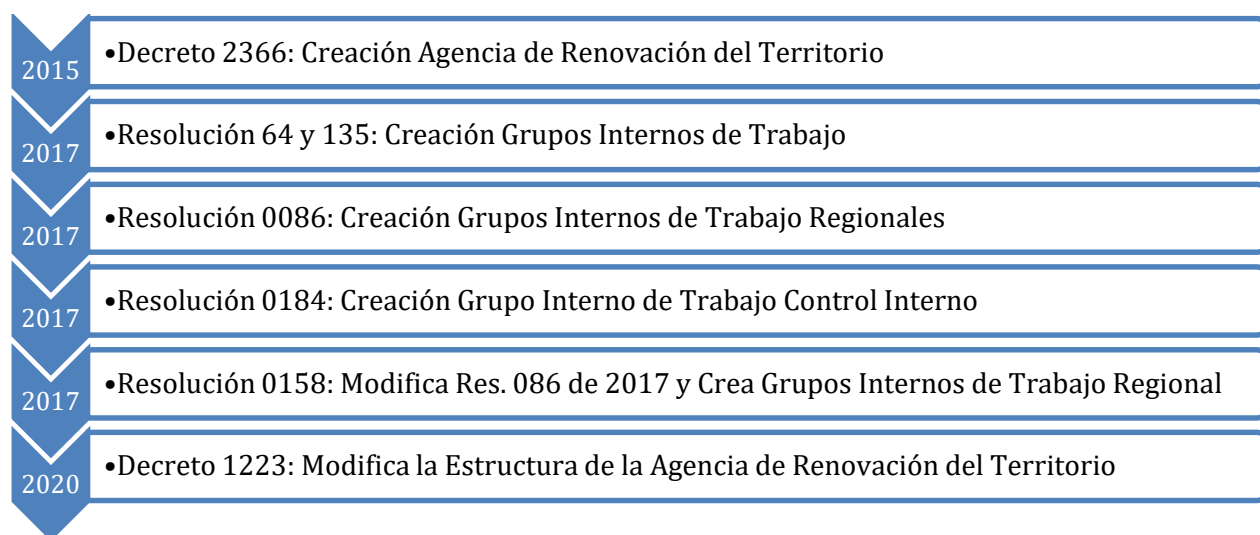 2015
•Decreto 2366: Creación Agencia de Renovación del Territorio
2017
•Resolución 64 y 135: Creación Grupos Internos de Trabajo
2017
•Resolución 0086: Creación Grupos Internos de Trabajo Regionales
2017
•Resolución 0184: Creación Grupo Interno de Trabajo Control Interno
2017
•Resolución 0158: Modifica Res. 086 de 2017 y Crea Grupos Internos de Trabajo Regional
2020
•Decreto 1223: Modifica la Estructura de la Agencia de Renovación del Territorio